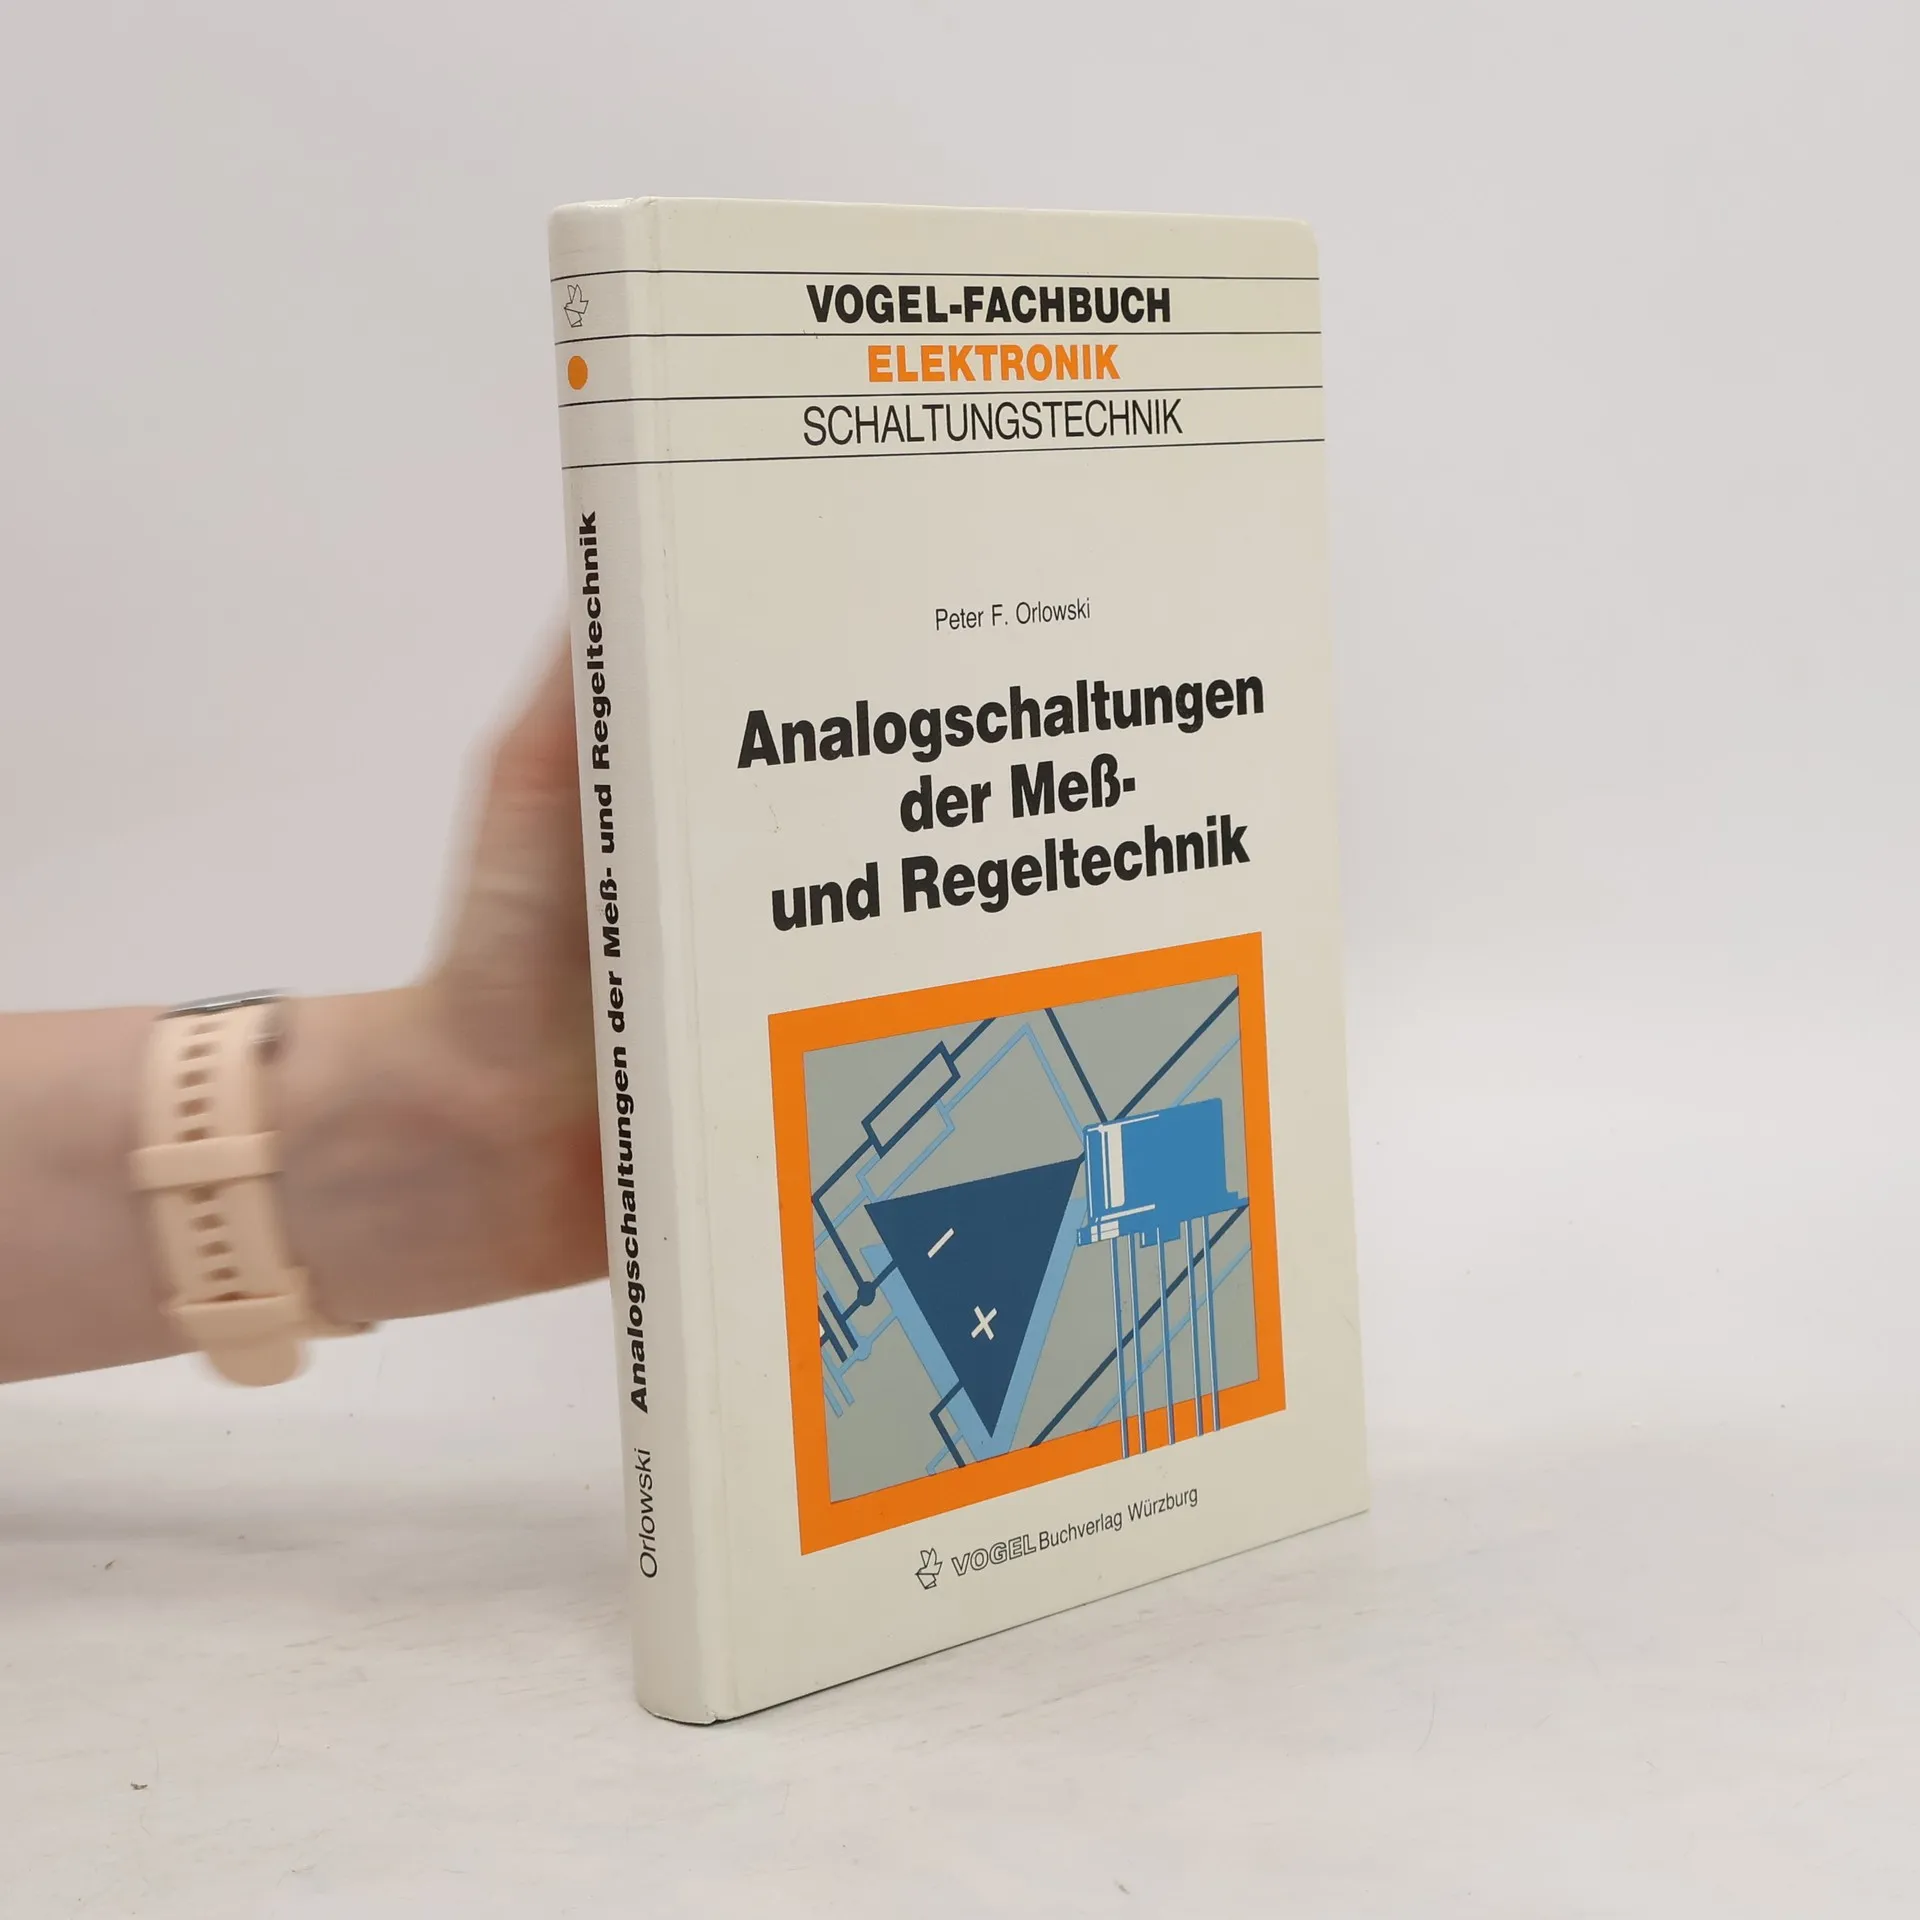 VOGEL-FACHBUCH
ELEKTRONIK
SCHALTUNGSTECHNIK
Peter F. Orlowski
Analogschaltungen
der Meß-
und Regeltechnik
- 
+
VOGEL Buchverlag Würzburg
Orlowski Analogschaltungen der Meß- und Regeltechnik